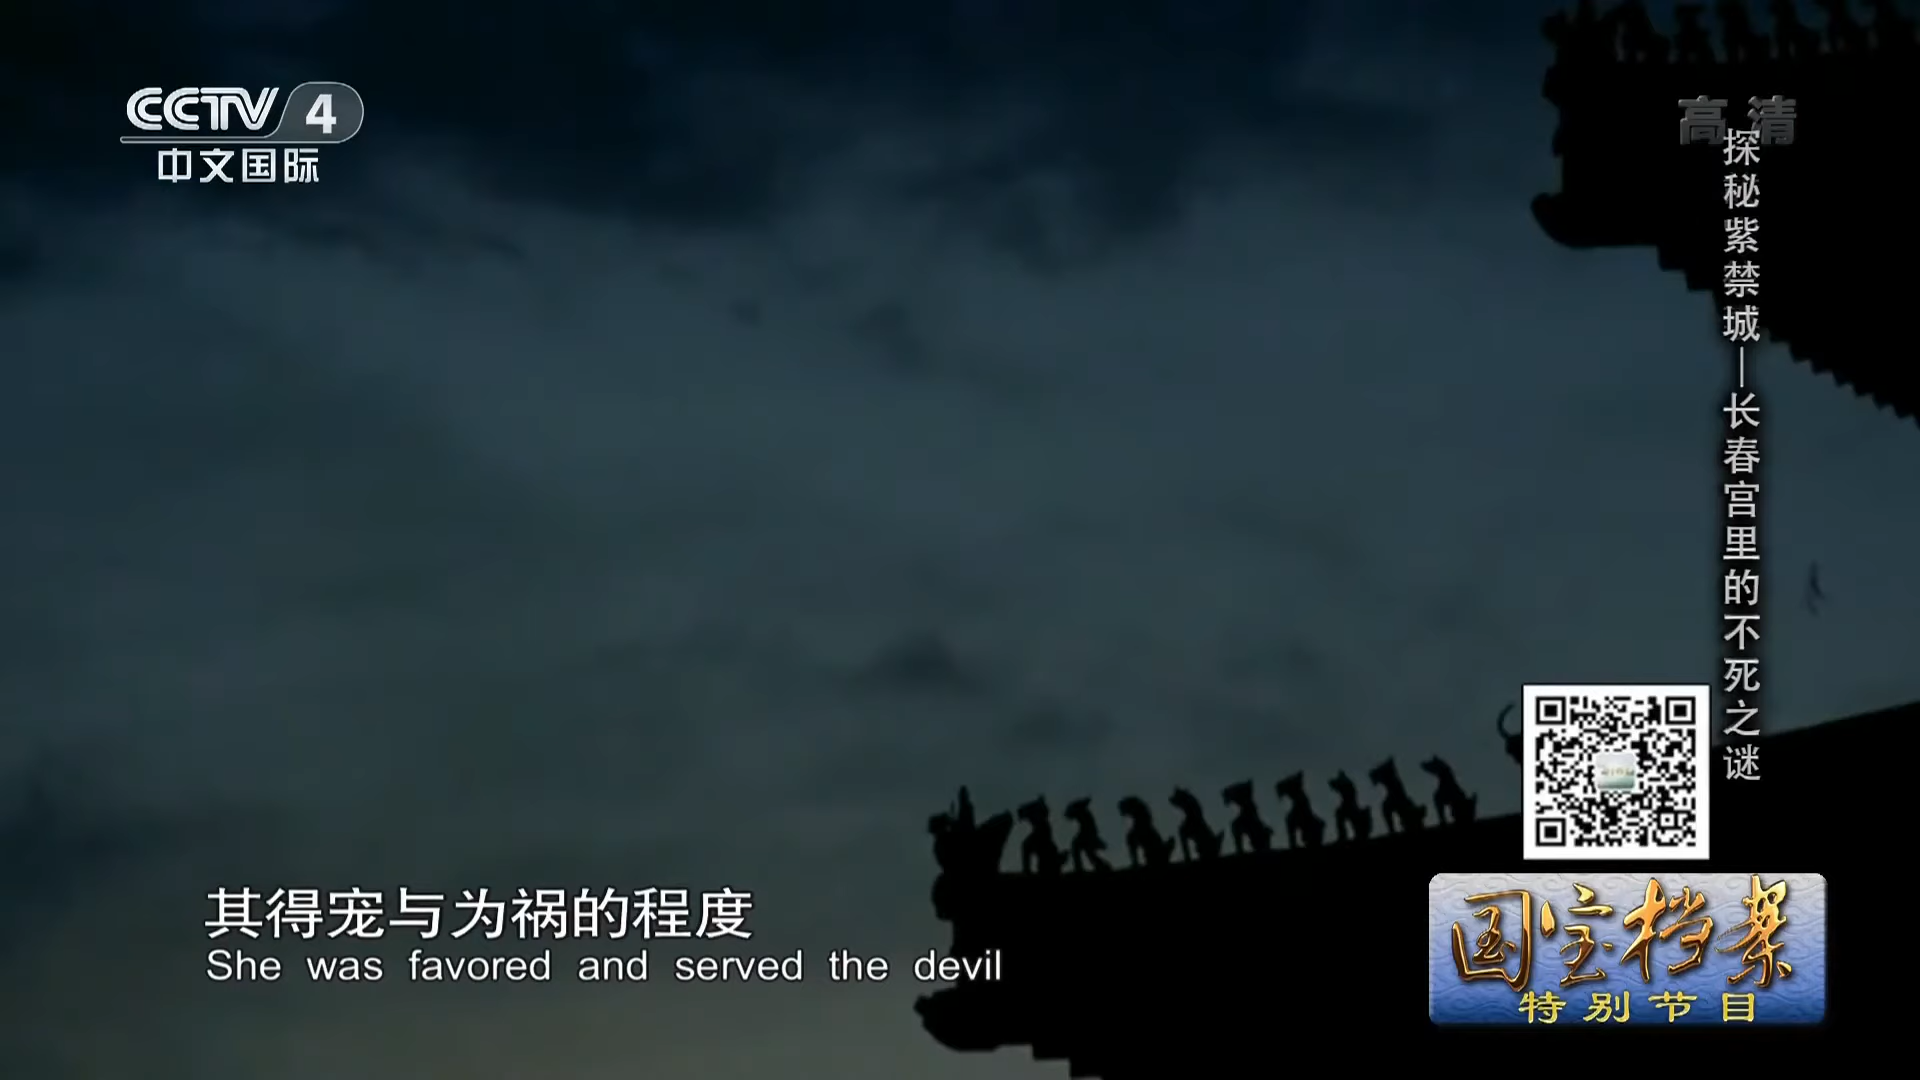 CCTV 4
中文国际
高清
探秘紫禁城—长春宫里的不死之谜
其得宠与为祸的程度
She was favored and served the devil
国宝档案
特别节目